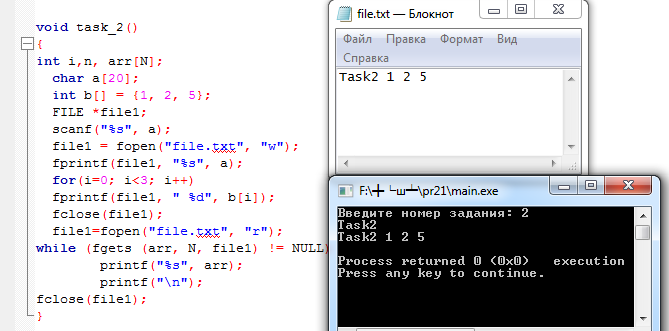 void task_2()
{
int i,n, arr[N];
char a[20];
int b[] = {1, 2, 5};
FILE *file1;
scanf("%s", a);
file1 = fopen("file.txt", "w");
fprintf(file1, "%s", a);
for(i=0; i<3; i++)
fprintf(file1, " %d", b[i]);
fclose(file1);
file1=fopen("file.txt", "r");
while (fgets (arr, N, file1) != NULL)
printf("%s", arr);
printf("\n");
fclose(file1);
}
file.txt — Блокнот
Файл Правка Формат Вид
Справка
Task2 1 2 5
\pr21\main.exe
Введите номер задания: 2
Task2
Task2 1 2 5
Process returned 0 (0x0) execution
Press any key to continue.